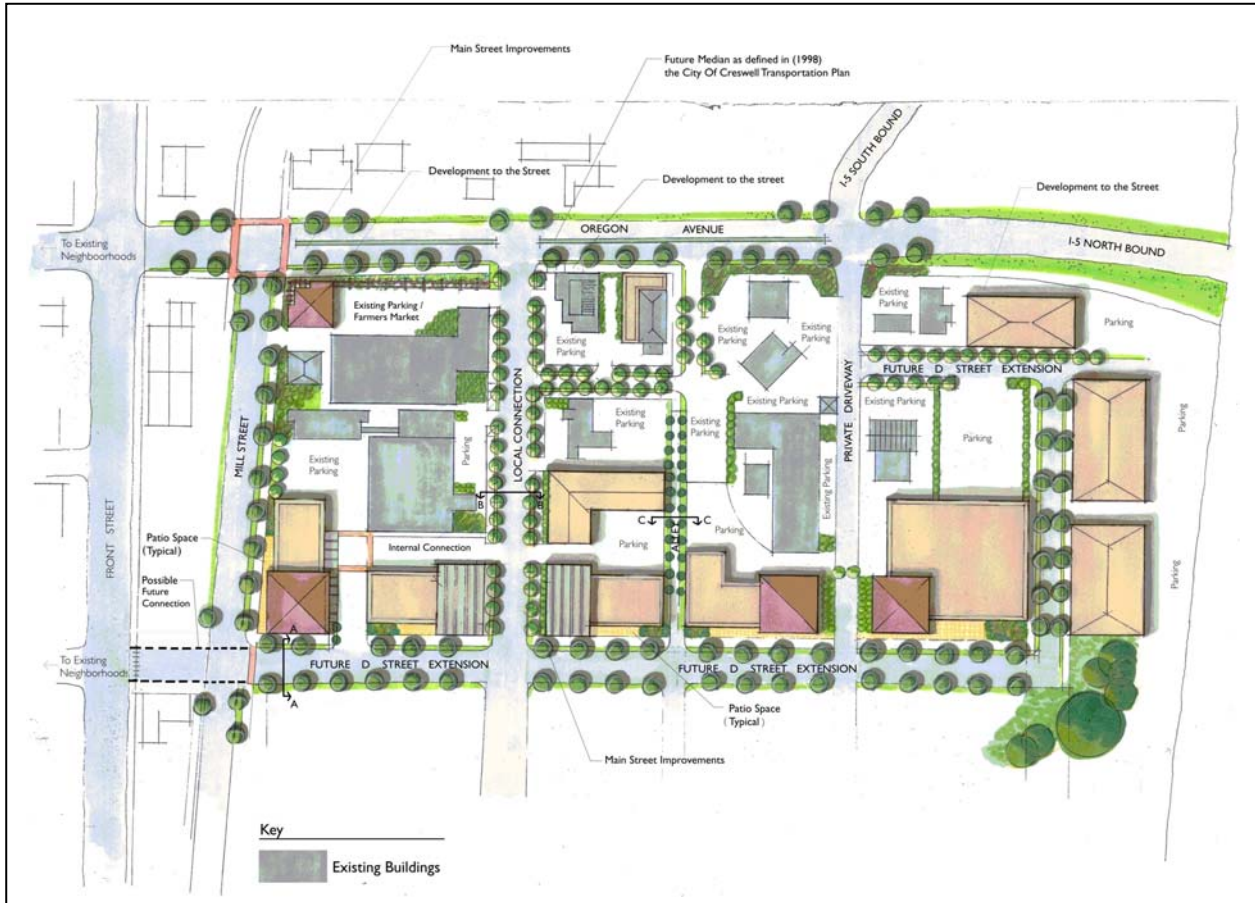 Main Street Improvements
Future Median as defined in (1998)
the City Of Creswell Transportation Plan
I-5 SOUTH BOUND
Development to the Street
Development to the street
Development to the Street
To Existing
Neighboorhoods
OREGON AVENUE
I-5 NORTH BOUND
Existing Parking /
Farmers Market
Existing
Parking
Existing
Parking
Existing
Parking
Existing
Parking
Parking
MILL STREET
LOCAL CONNECTION
PRIVATE DRIVEWAY
FUTURE D STREET EXTENSION
Existing
Parking
Parking
Existing
Parking
Existing
Parking
Existing Parking
Existing Parking
Parking
Parking
FRONT STREET
Existing Parking
B
B
C
C
ALLEY
Patio Space
(Typical)
Internal Connection
Parking
Parking
Parking
Possible
Future
Connection
A
To Existing
Neighboorhoods
FUTURE D STREET EXTENSION
FUTURE D STREET EXTENSION
A
Patio Space
(Typical)
Main Street Improvements
Key
Existing Buildings